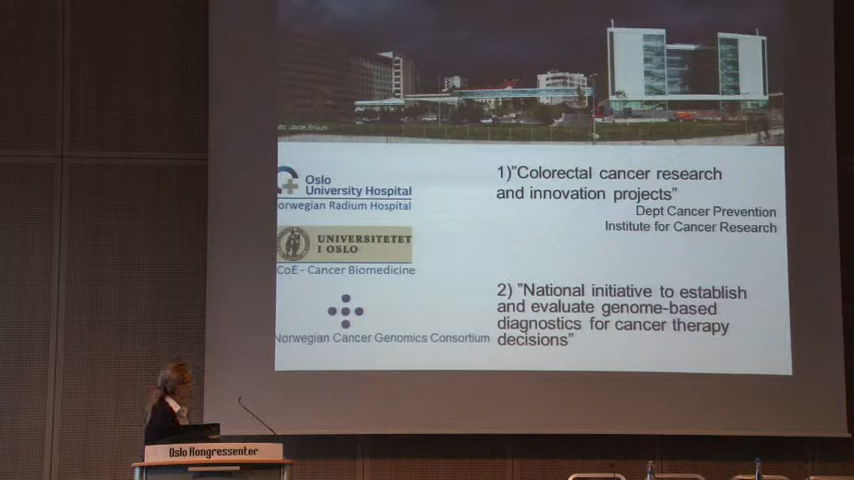 Oslo
University Hospital
orwegian Radium Hospital
UNIVERSITETET
I OSLO
CoE - Cancer Biomedicine
Norwegian Cancer Genomics Consortium
1)"Colorectal cancer research
and innovation projects"
Dept Cancer Prevention
Institute for Cancer Research
2) "National initiative to establish
and evaluate genome-based
diagnostics for cancer therapy
decisions"
Oslo Kongressenter